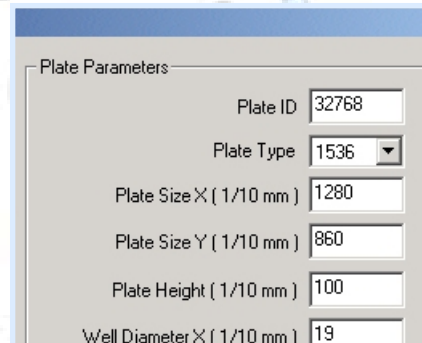 Plate Parameters
Plate ID 32768
Plate Type 1536
Plate Size X ( 1/10 mm ) 1280
Plate Size Y ( 1/10 mm ) 860
Plate Height ( 1/10 mm ) 100
Well Diameter X ( 1/10 mm ) 19